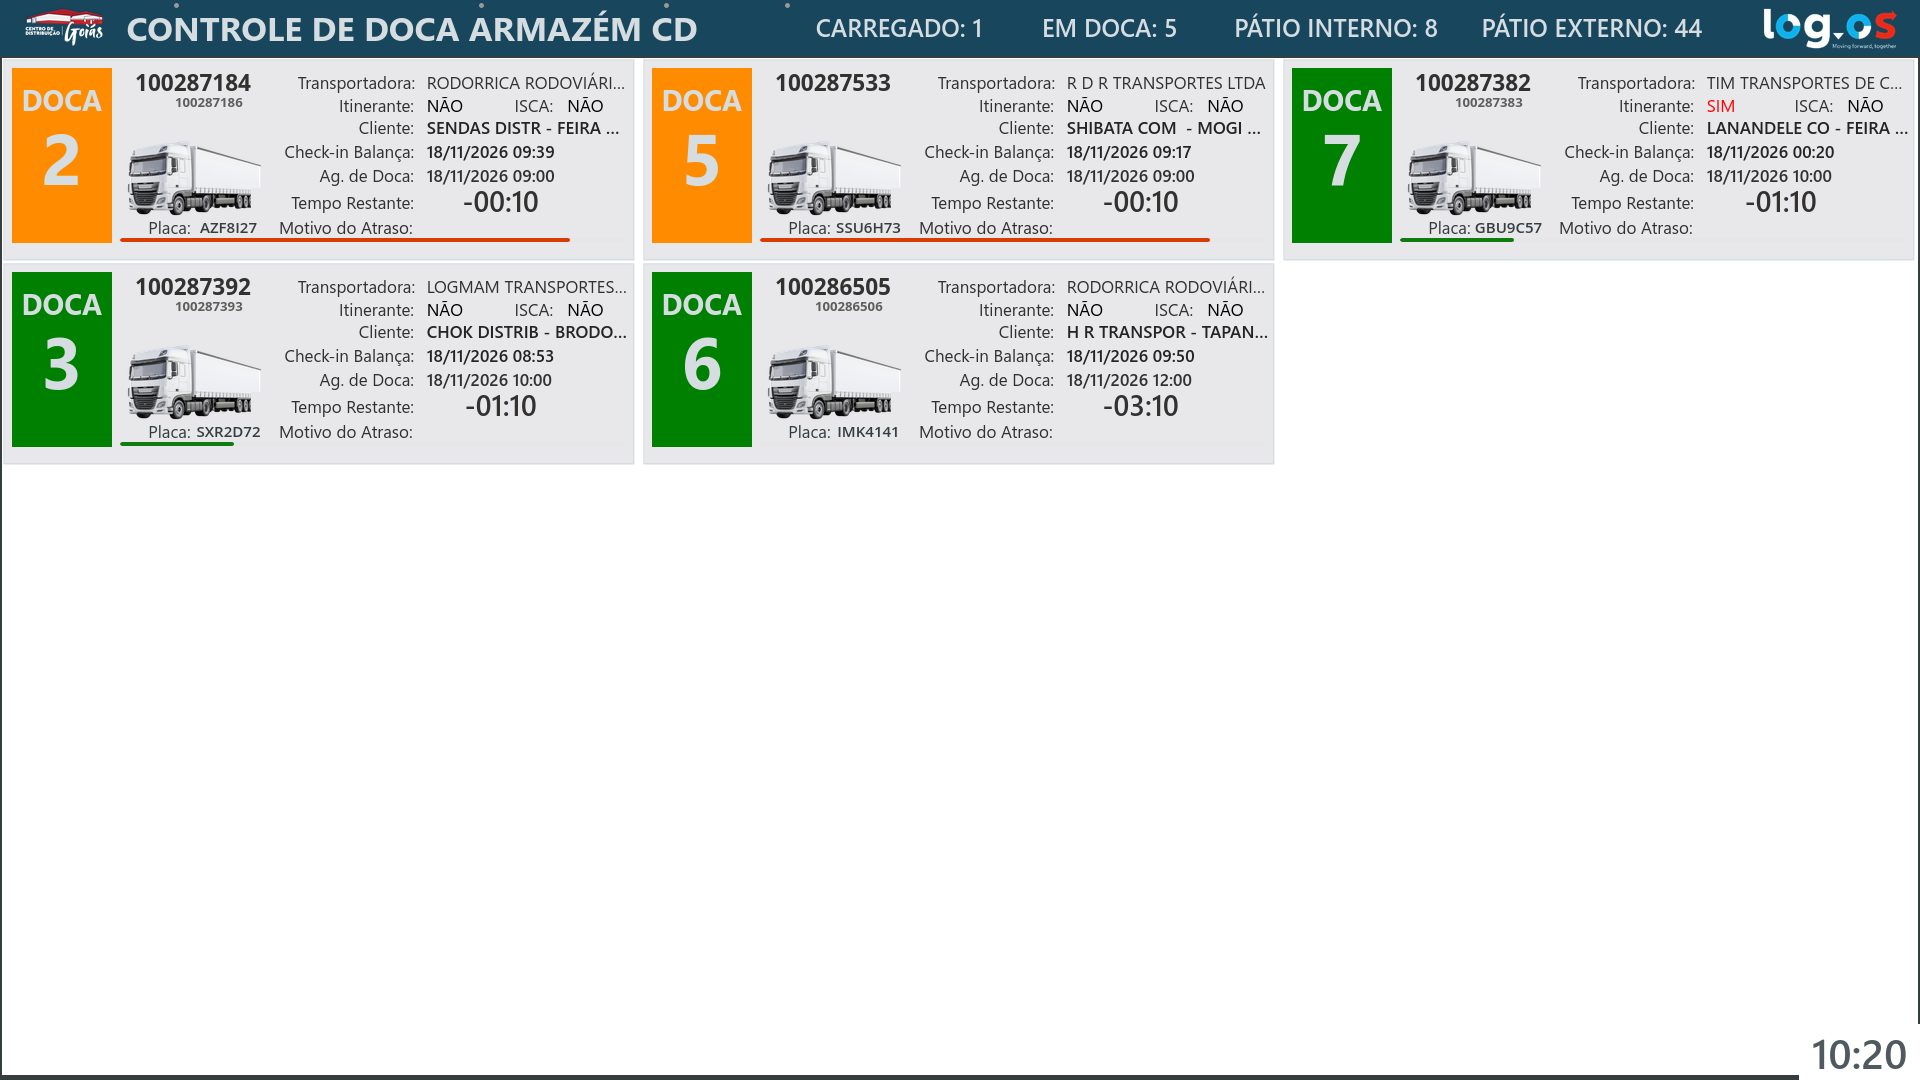 CENTRO DE
DISTRIBUIÇÃO
Goiás
CONTROLE DE DOCA ARMAZÉM CD
CARREGADO: 1
EM DOCA: 5
PÁTIO INTERNO: 8
PÁTIO EXTERNO: 44
log.os
Moving forward, together
DOCA
2
100287184
100287186
Placa: AZF8I27
Transportadora: RODORRICA RODOVIÁRI...
Itinerante: NÃO ISCA: NÃO
Cliente: SENDAS DISTR - FEIRA ...
Check-in Balança: 18/11/2026 09:39
Ag. de Doca: 18/11/2026 09:00
Tempo Restante: -00:10
Motivo do Atraso:
DOCA
5
100287533
Placa: SSU6H73
Transportadora: R D R TRANSPORTES LTDA
Itinerante: NÃO ISCA: NÃO
Cliente: SHIBATA COM - MOGI ...
Check-in Balança: 18/11/2026 09:17
Ag. de Doca: 18/11/2026 09:00
Tempo Restante: -00:10
Motivo do Atraso:
DOCA
7
100287382
100287383
Placa: GBU9C57
Transportadora: TIM TRANSPORTES DE C...
Itinerante: SIM ISCA: NÃO
Cliente: LANANDELE CO - FEIRA ...
Check-in Balança: 18/11/2026 00:20
Ag. de Doca: 18/11/2026 10:00
Tempo Restante: -01:10
Motivo do Atraso:
DOCA
3
100287392
100287393
Placa: SXR2D72
Transportadora: LOGMAM TRANSPORTES...
Itinerante: NÃO ISCA: NÃO
Cliente: CHOK DISTRIB - BRODO...
Check-in Balança: 18/11/2026 08:53
Ag. de Doca: 18/11/2026 10:00
Tempo Restante: -01:10
Motivo do Atraso:
DOCA
6
100286505
100286506
Placa: IMK4141
Transportadora: RODORRICA RODOVIÁRI...
Itinerante: NÃO ISCA: NÃO
Cliente: H R TRANSPOR - TAPAN...
Check-in Balança: 18/11/2026 09:50
Ag. de Doca: 18/11/2026 12:00
Tempo Restante: -03:10
Motivo do Atraso:
10:20